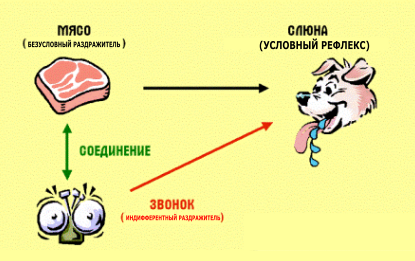 МЯСО
( БЕЗУСЛОВНЫЙ РАЗДРАЖИТЕЛЬ )
СЛЮНА
(УСЛОВНЫЙ РЕФЛЕКС)
СОЕДИНЕНИЕ
ЗВОНОК
( ИНДИФФЕРЕНТНЫЙ РАЗДРАЖИТЕЛЬ)